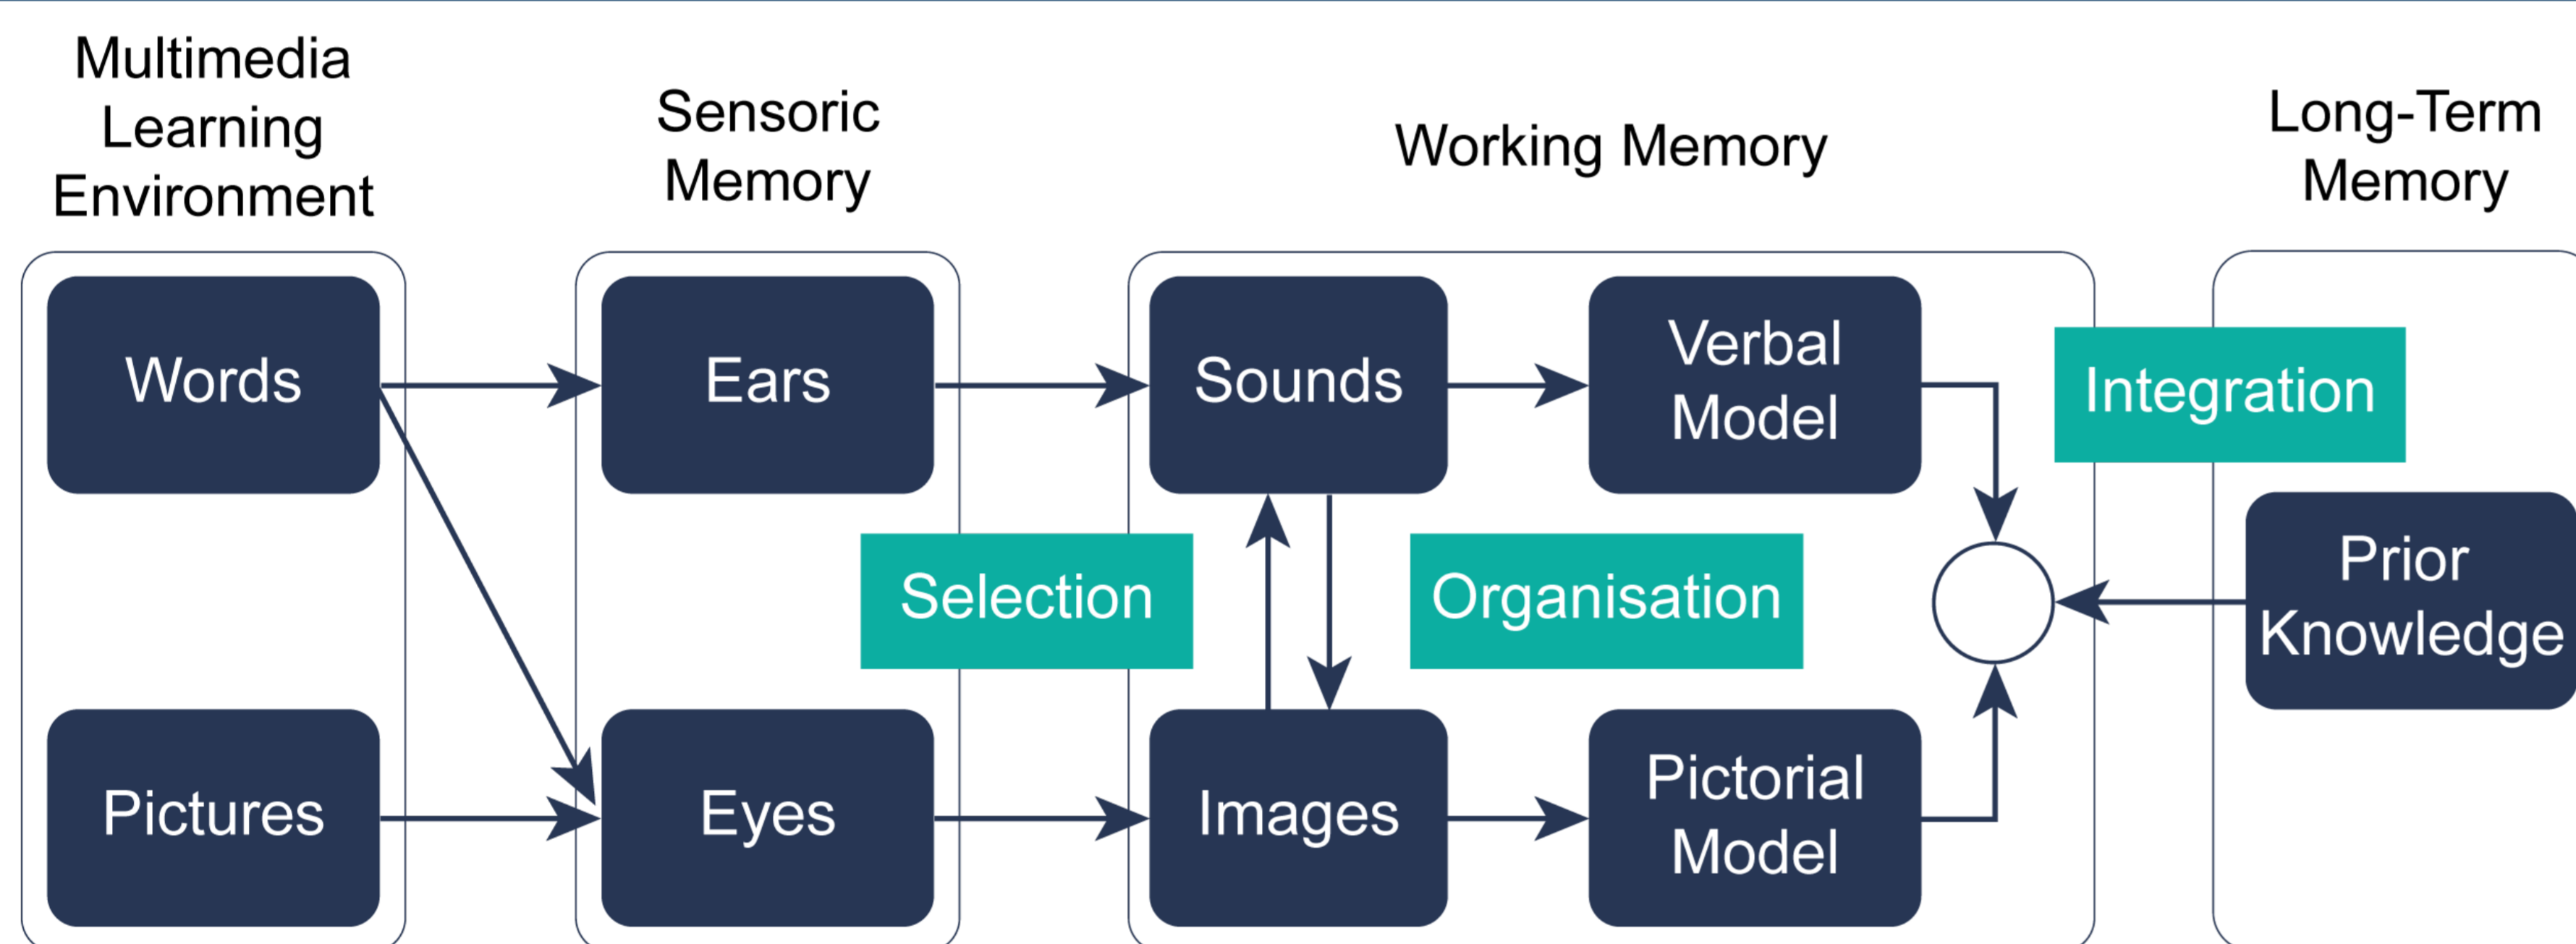 Multimedia
Learning
Environment
Sensoric
Memory
Working Memory
Long-Term
Memory
Words
Ears
Sounds
Verbal
Model
Integration
Selection
Organisation
Prior
Knowledge
Pictures
Eyes
Images
Pictorial
Model